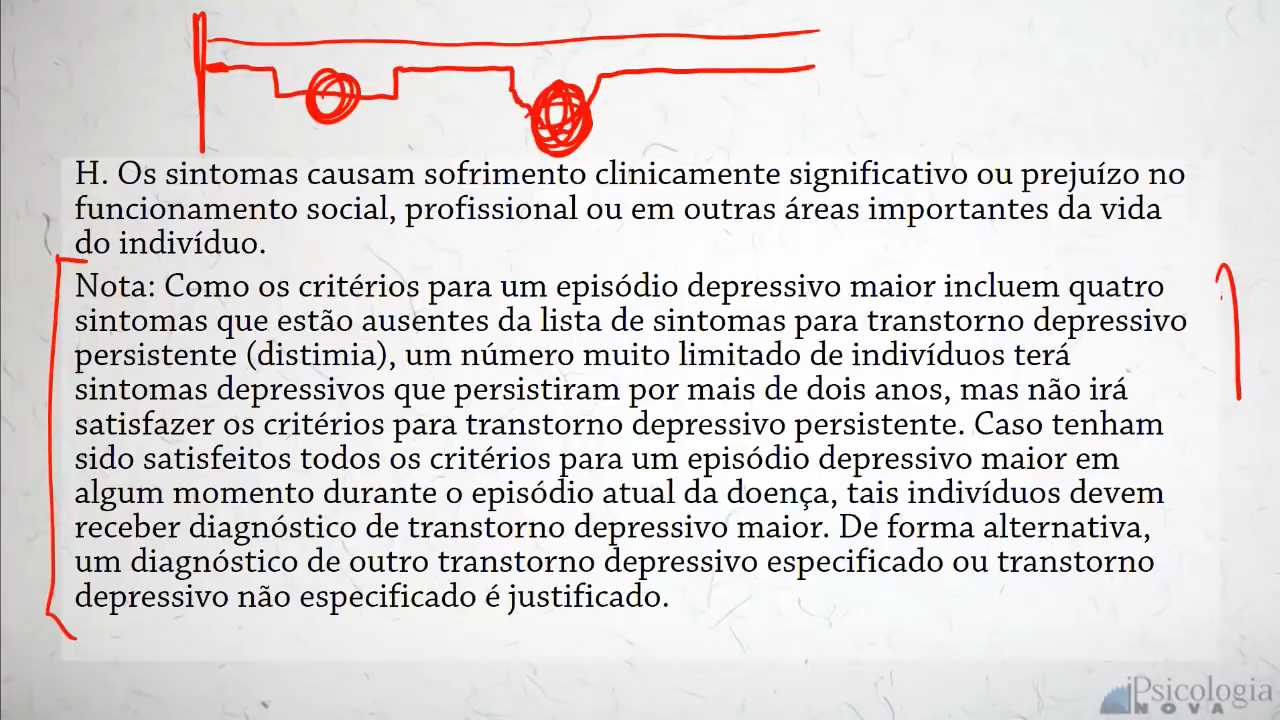 H. Os sintomas causam sofrimento clinicamente significativo ou prejuízo no
funcionamento social, profissional ou em outras áreas importantes da vida
do indivíduo.
Nota: Como os critérios para um episódio depressivo maior incluem quatro
sintomas que estão ausentes da lista de sintomas para transtorno depressivo
persistente (distimia), um número muito limitado de indivíduos terá
sintomas depressivos que persistiram por mais de dois anos, mas não irá
satisfazer os critérios para transtorno depressivo persistente. Caso tenham
sido satisfeitos todos os critérios para um episódio depressivo maior em
algum momento durante o episódio atual da doença, tais indivíduos devem
receber diagnóstico de transtorno depressivo maior. De forma alternativa,
um diagnóstico de outro transtorno depressivo especificado ou transtorno
depressivo não especificado é justificado.
Psicologia
NOVA